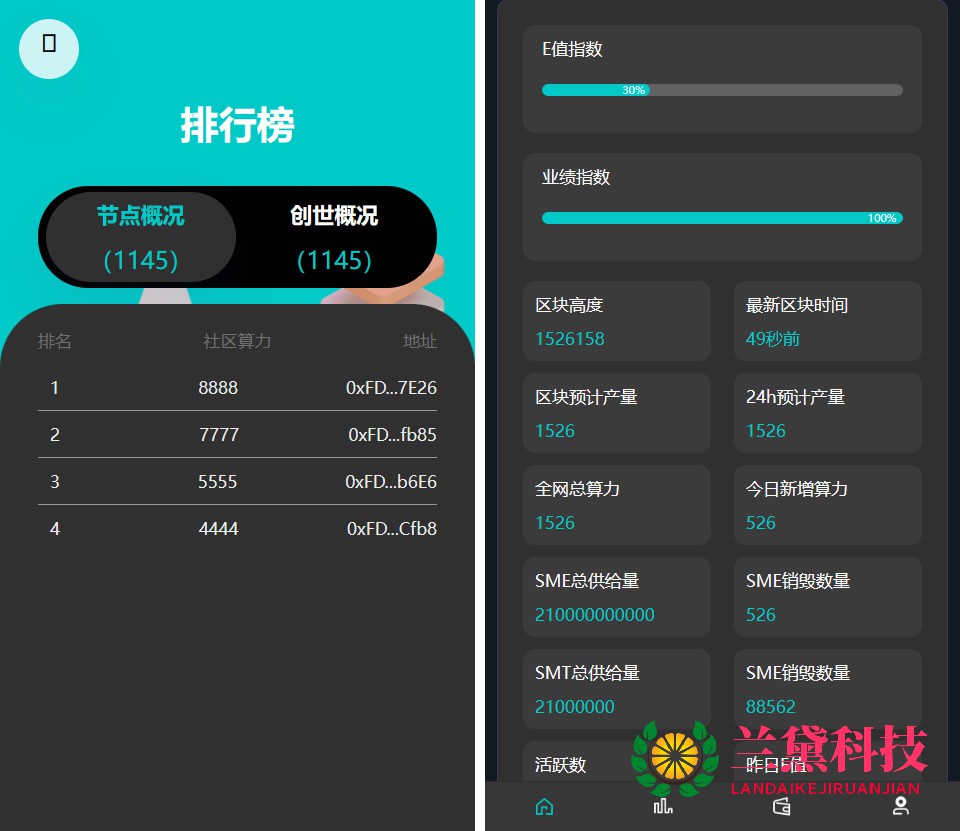 排行榜
节点概况 创世概况
（1145） （1145）
排名 社区算力 地址
1 8888 0xFD...7E26
2 7777 0xFD...fb85
3 5555 0xFD...b6E6
4 4444 0xFD...Cfb8
E值指数
30%
业绩指数
100%
区块高度 最新区块时间
1526158 49秒前
区块预计产量 24h预计产量
1526 1526
全网总算力 今日新增算力
1526 526
SME总供给量 SME销毁数量
210000000000 526
SMT总供给量 SME销毁数量
21000000 88562
活跃数 昨日E值
兰黛科技
LANDAIKEJIRUANJIAN